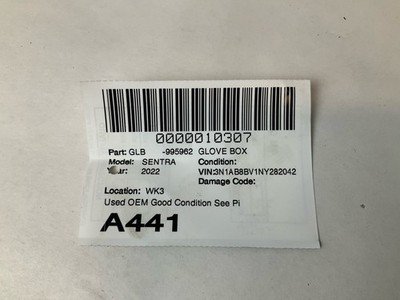 0000010307
Part: GLB -995962 GLOVE BOX
Model: SENTRA Condition:
Year: 2022 VIN:3N1AB8BV1NY282042
Damage Code:
Location: WK3
Used OEM Good Condition See Pi
A441